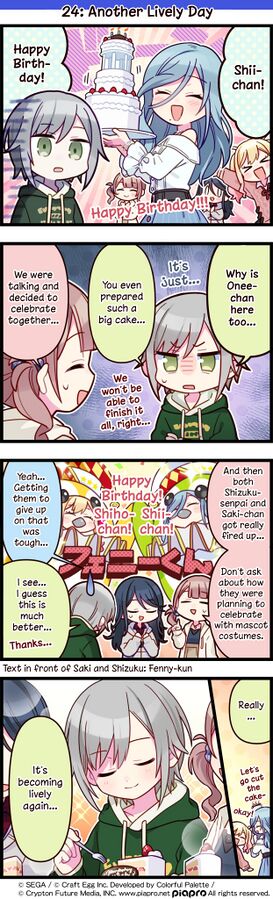 24: Another Lively Day
Happy
Birth-
day!
Shii-
chan!
Happy Birthday!!!
We were
talking and
decided to
celebrate
together...
You even
prepared
such a
big cake...
It's
just...
Why is
Onee-
chan
here
too...
We
won't be
able to
finish it
all, right...
Yeah...
Getting
them to
give up
on that
was
tough...
Happy
Birthday!
Shiho-
chan!
Shii-
chan!
フェニーくん
And then
both
Shizuku-
senpai and
Saki-chan
got really
fired up...
I see...
I guess
this is
much
better...
Thanks...
Don't ask
about how
they were
planning to
celebrate
with mascot
costumes.
Text in front of Saki and Shizuku: Fenny-kun
Really
...
Let's
go cut
the
cake-
okay!
It's
becoming
lively
again...
© SEGA / © Craft Egg Inc. Developed by Colorful Palette /
© Crypton Future Media, INC. www.piapro.net piapro All rights reserved.